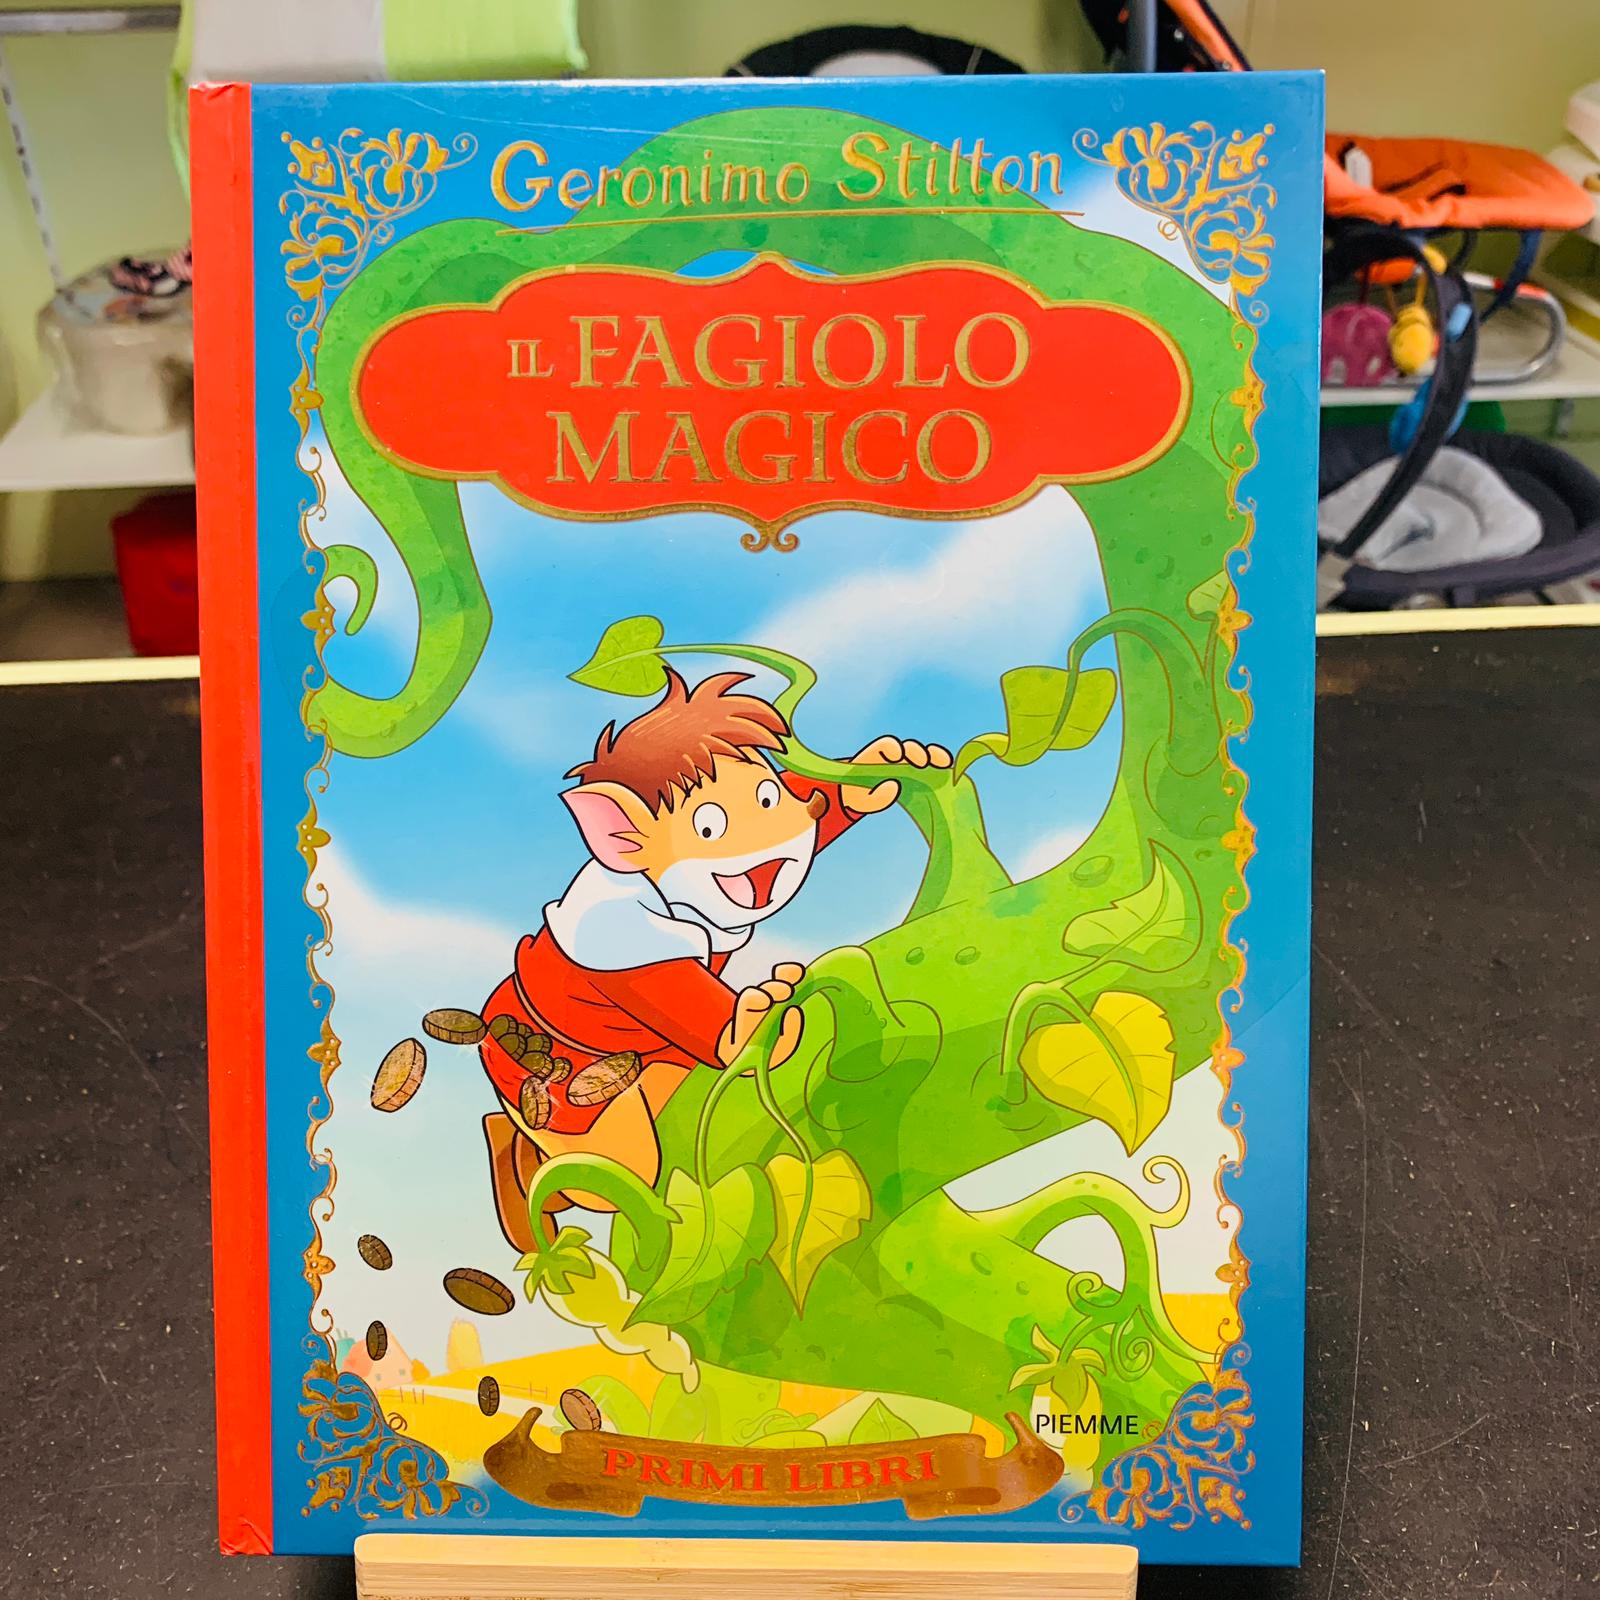 Geronimo Stilton
IL FAGIOLO
MAGICO
PIEMME
PRIMI LIBRI